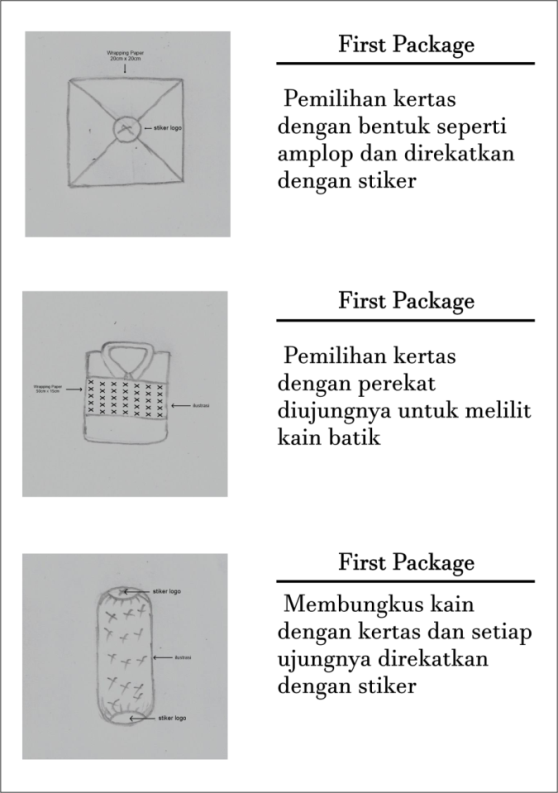 Wrapping Paper
20cm x 20cm
stiker logo
First Package
Pemilihan kertas
dengan bentuk seperti
amplop dan direkatkan
dengan stiker
Wrapping Paper
ilustrasi
First Package
Pemilihan kertas
dengan perekat
diujungnya untuk melilit
kain batik
stiker logo
ilustrasi
stiker logo
First Package
Membungkus kain
dengan kertas dan setiap
ujungnya direkatkan
dengan stiker